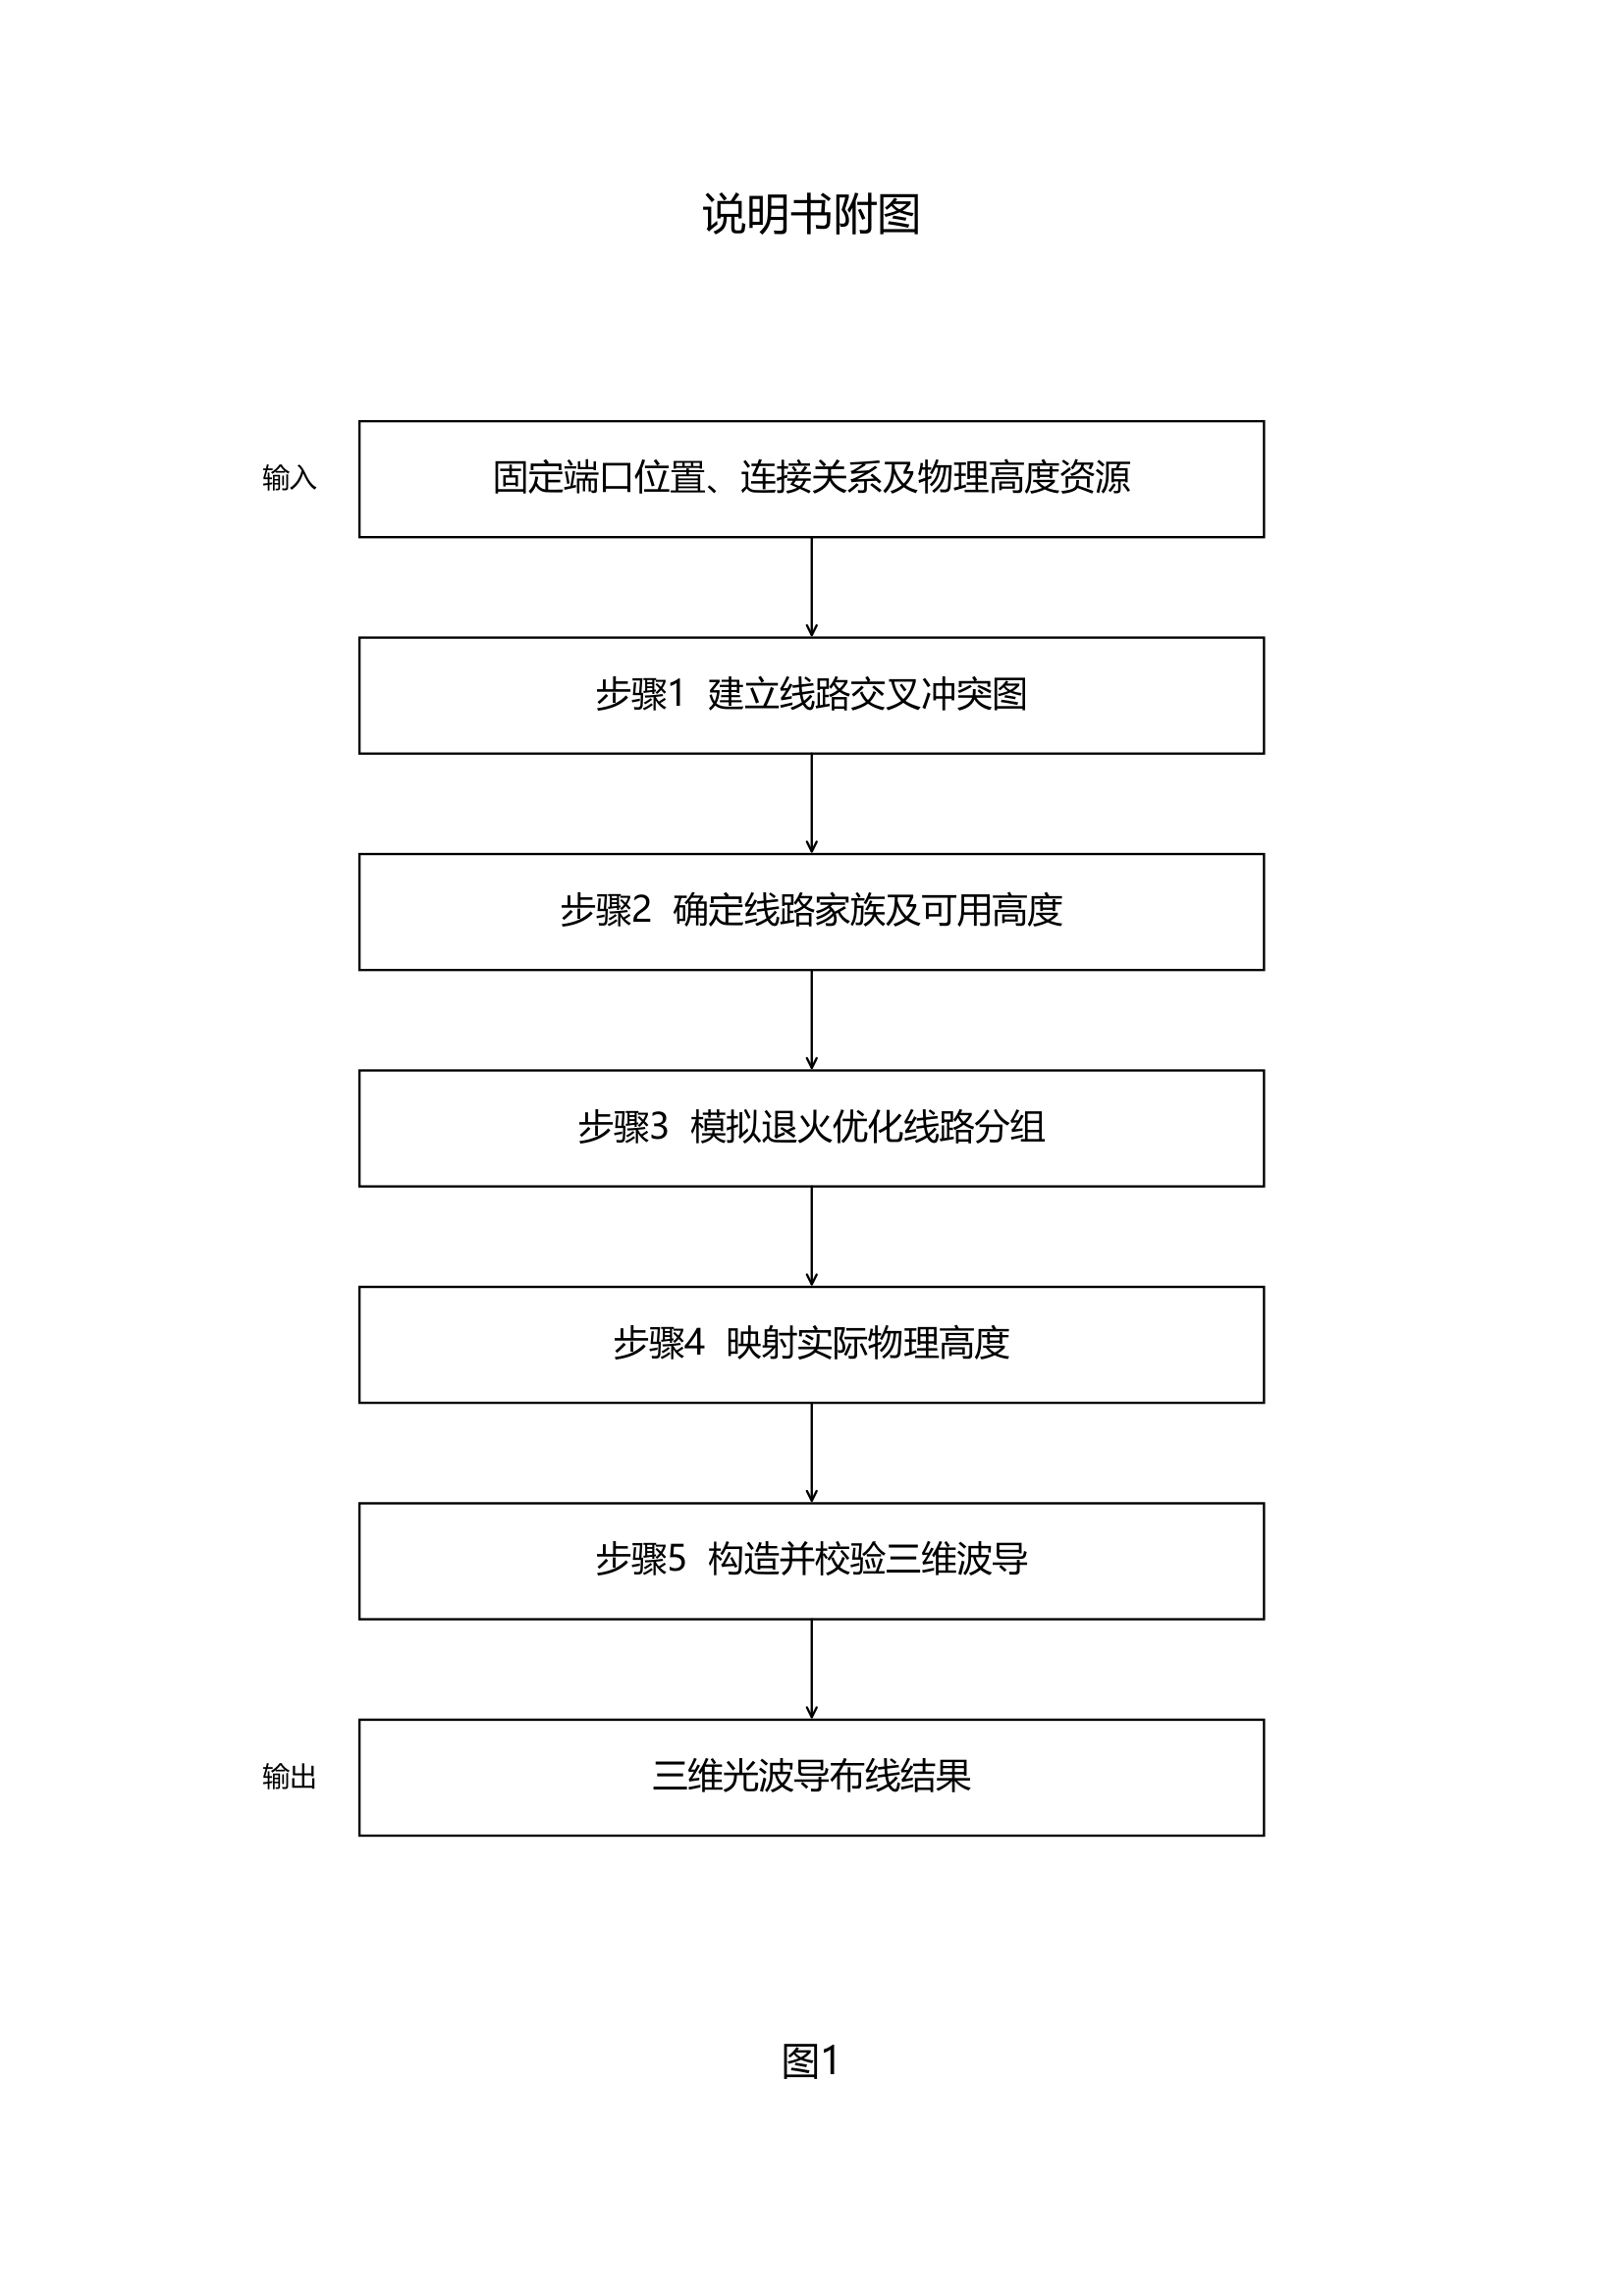 说明书附图
输入
固定端口位置、连接关系及物理高度资源
步骤1 建立线路交叉冲突图
步骤2 确定线路家族及可用高度
步骤3 模拟退火优化线路分组
步骤4 映射实际物理高度
步骤5 构造并校验三维波导
输出
三维光波导布线结果
图1